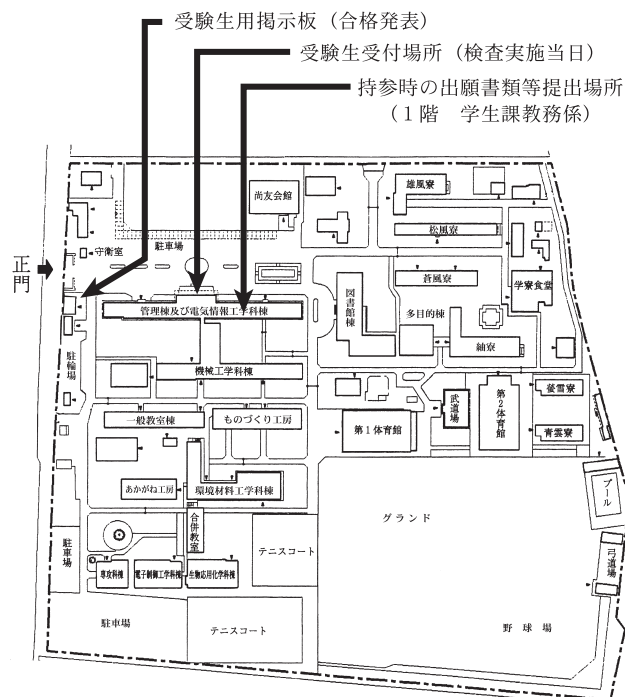 受験生用掲示板（合格発表）
受験生受付場所（検査実施当日）
持参時の出願書類等提出場所
（１階　学生課教務係）
雄風寮
尚友会館
松風寮
守衛室
駐車場
正門
蒼風寮
学寮食堂
図書館棟
多目的棟
管理棟及び電気情報工学科棟
紬寮
駐輪場
機械工学科棟
螢雪寮
武道場
第２体育館
一般教室棟
ものづくり工房
第１体育館
青雲寮
プール
あかがね工房
環境材料工学科棟
合併教室
グランド
駐車場
テニスコート
弓道場
専攻科棟
電子制御工学科棟
生物応用化学科棟
駐車場
テニスコート
野球場